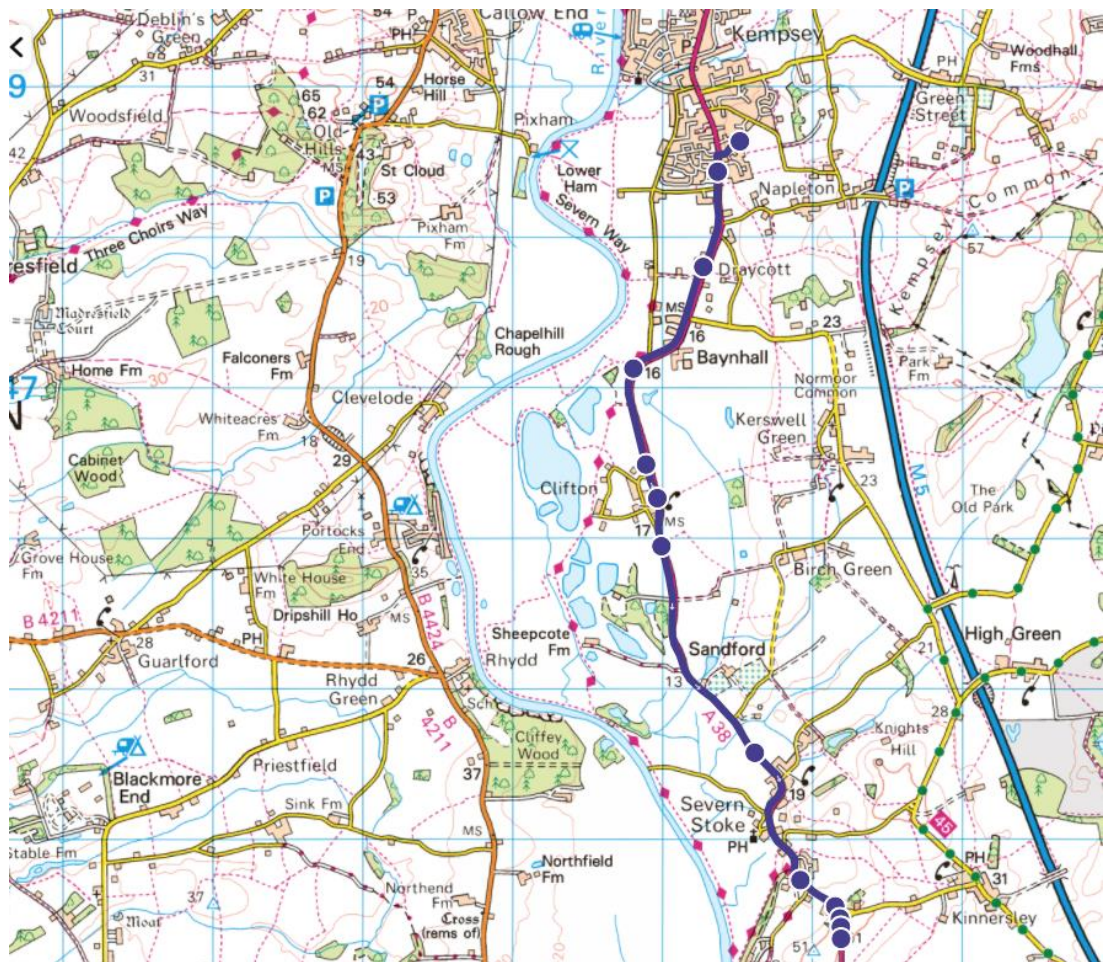 Deblin's
Green
31
Woodsfield
42
54
P
PH
Callow End
54
Horse
Hill
P
65
62
Old
Hills
MS
43
St Cloud
53
P
Pixham
Pixham
Fm
River
Kempsey
P
PH
Woodhall
Fms
Green
Street
60
9
Lower
Ham
Severn Way
Napleton
P
Kempsey Common
57
Three Choirs Way
resfield
19
20
Madresfield
Court
Home Fm
30
47
N
Falconers
Fm
Chapelhill
Rough
Draycott
MS
16
16
Baynhall
23
Park
Fm
Normoor
Common
Kerswell
Green
23
Whiteacres
Fm
18
Clevelode
29
Cabinet
Wood
Portocks
End
35
Clifton
MS
17
M5
The
Old Park
Grove House
Fm
White House
Fm
Dripshill Ho
MS
B 4424
Birch Green
B 4211
28
Guarlford
PH
26
Rhydd
Green
Rhydd
Sheepcote
Fm
Sandford
13
High Green
21
28
Sch
B
4211
Cliffey
Wood
A 38
Knights
Hill
Blackmore
End
Priestfield
37
19
Sink Fm
MS
Severn
Stoke
PH
45
PH
31
Kinnersley
Stable Fm
Northfield
Fm
37
Moat
Northend
Fm
Cross
(rems of)
20
51